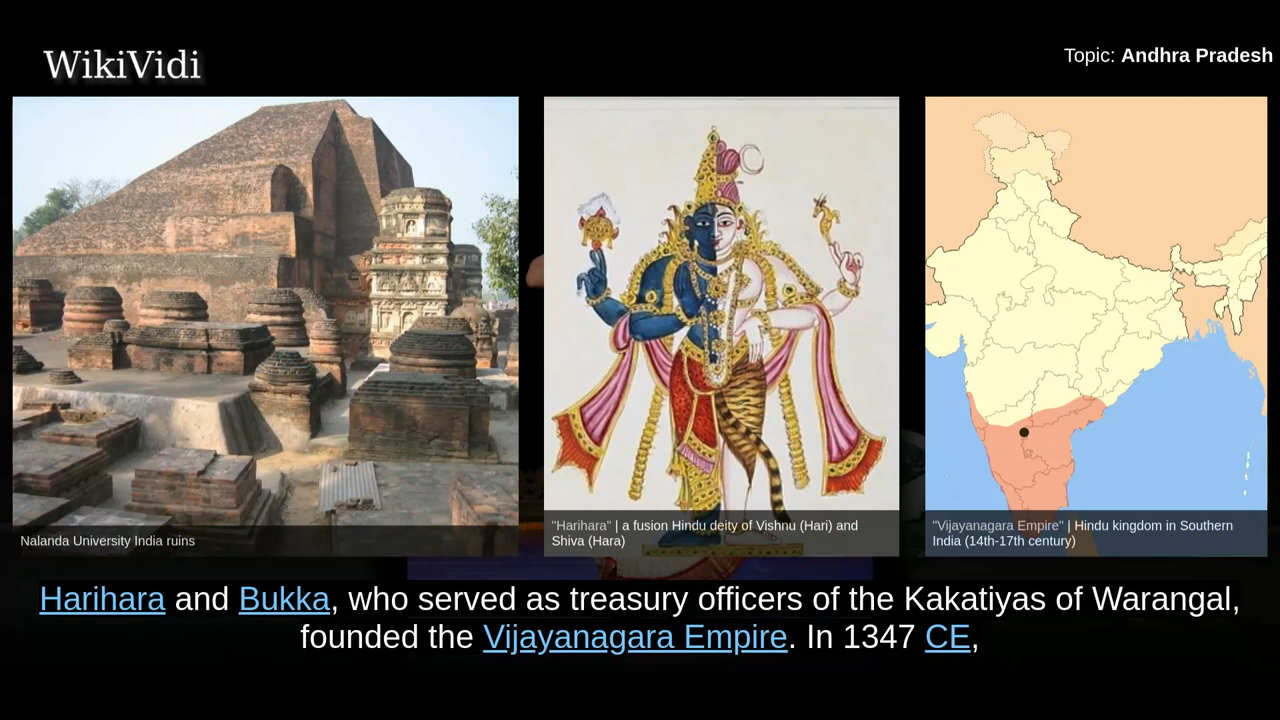 WikiVidi
Topic: Andhra Pradesh
Nalanda University India ruins
"Harihara" | a fusion Hindu deity of Vishnu (Hari) and
Shiva (Hara)
"Vijayanagara Empire" | Hindu kingdom in Southern
India (14th-17th century)
Harihara and Bukka, who served as treasury officers of the Kakatiyas of Warangal,
founded the Vijayanagara Empire. In 1347 CE,